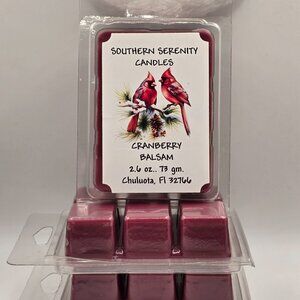 SOUTHERN SERENITY
CANDLES
CRANBERRY
BALSAM
2.6 oz.. 73 gm.
Chuluota, Fl 32766